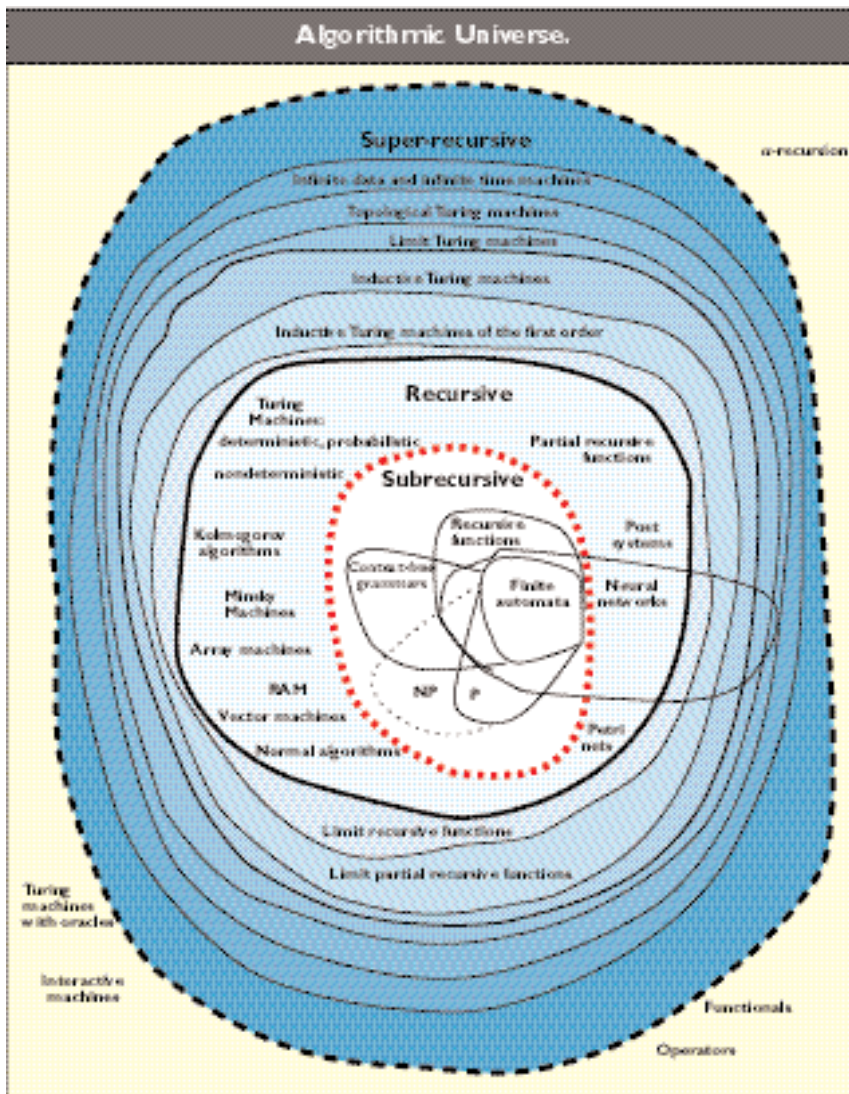 Algorithmic Universe.
Super-recursive
α-recursion
Infinite data and infinite time machines
Topological Turing machines
Limit Turing machines
Inductive Turing machines
Inductive Turing machines of the first order
Recursive
Turing
Machines:
deterministic, probabilistic
nondeterministic
Partial recursive
functions
Subrecursive
Recursive
functions
Kolmogorov
algorithms
Post
systems
Context-free
grammars
Finite
automata
Neural
networks
Minsky
Machines
Array machines
RAM
NP
P
Vector machines
Petri
nets
Normal algorithms
Limit recursive functions
Limit partial recursive functions
Turing
machines
with oracles
Interactive
machines
Functionals
Operators